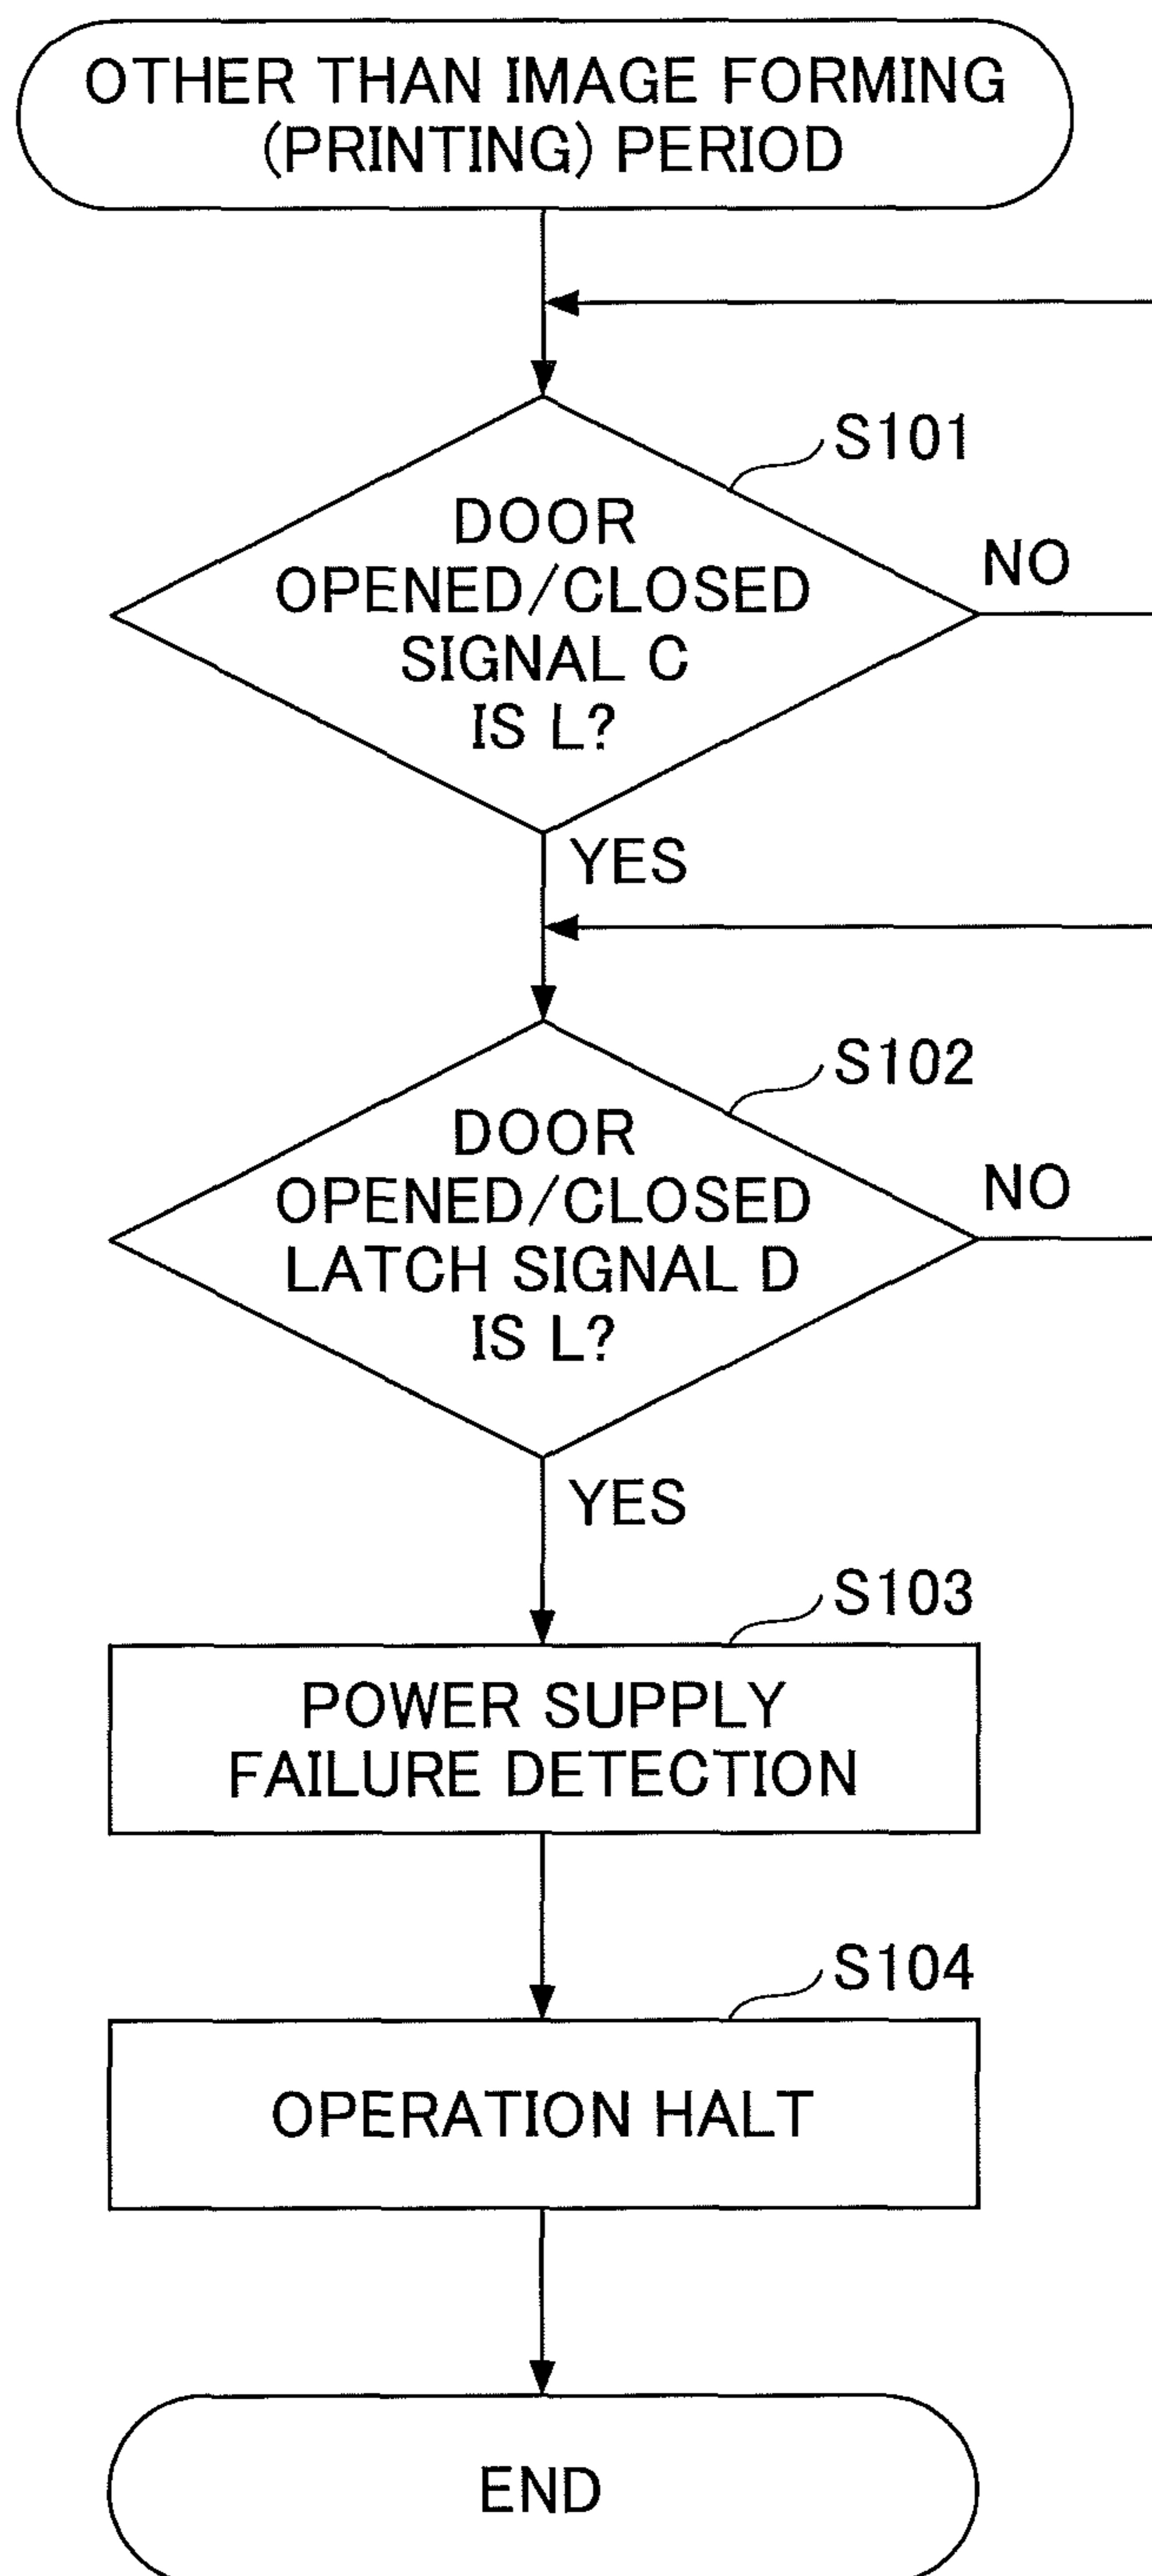 OTHER THAN IMAGE FORMING
(PRINTING) PERIOD
S101
DOOR
OPENED/CLOSED
SIGNAL C
IS L?
NO
YES
S102
DOOR
OPENED/CLOSED
LATCH SIGNAL D
IS L?
NO
YES
S103
POWER SUPPLY
FAILURE DETECTION
S104
OPERATION HALT
END